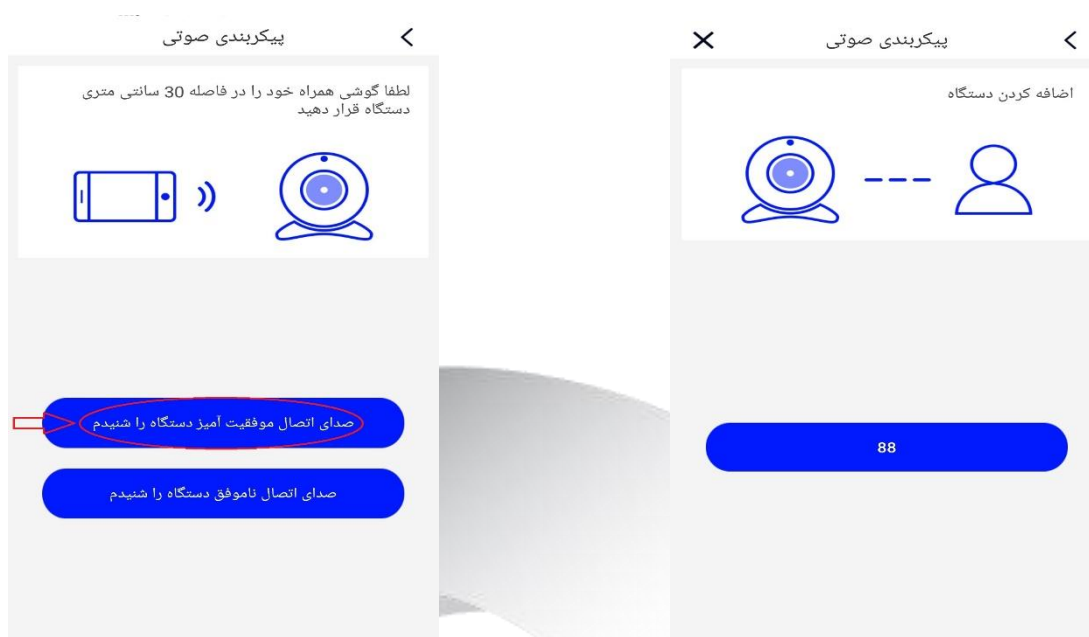 پیکربندی صوتی
لطفا گوشی همراه خود را در فاصله 30 سانتی متری
دستگاه قرار دهید
صدای اتصال موفقیت آمیز دستگاه را شنیدم
صدای اتصال ناموفق دستگاه را شنیدم
پیکربندی صوتی
اضافه کردن دستگاه
88